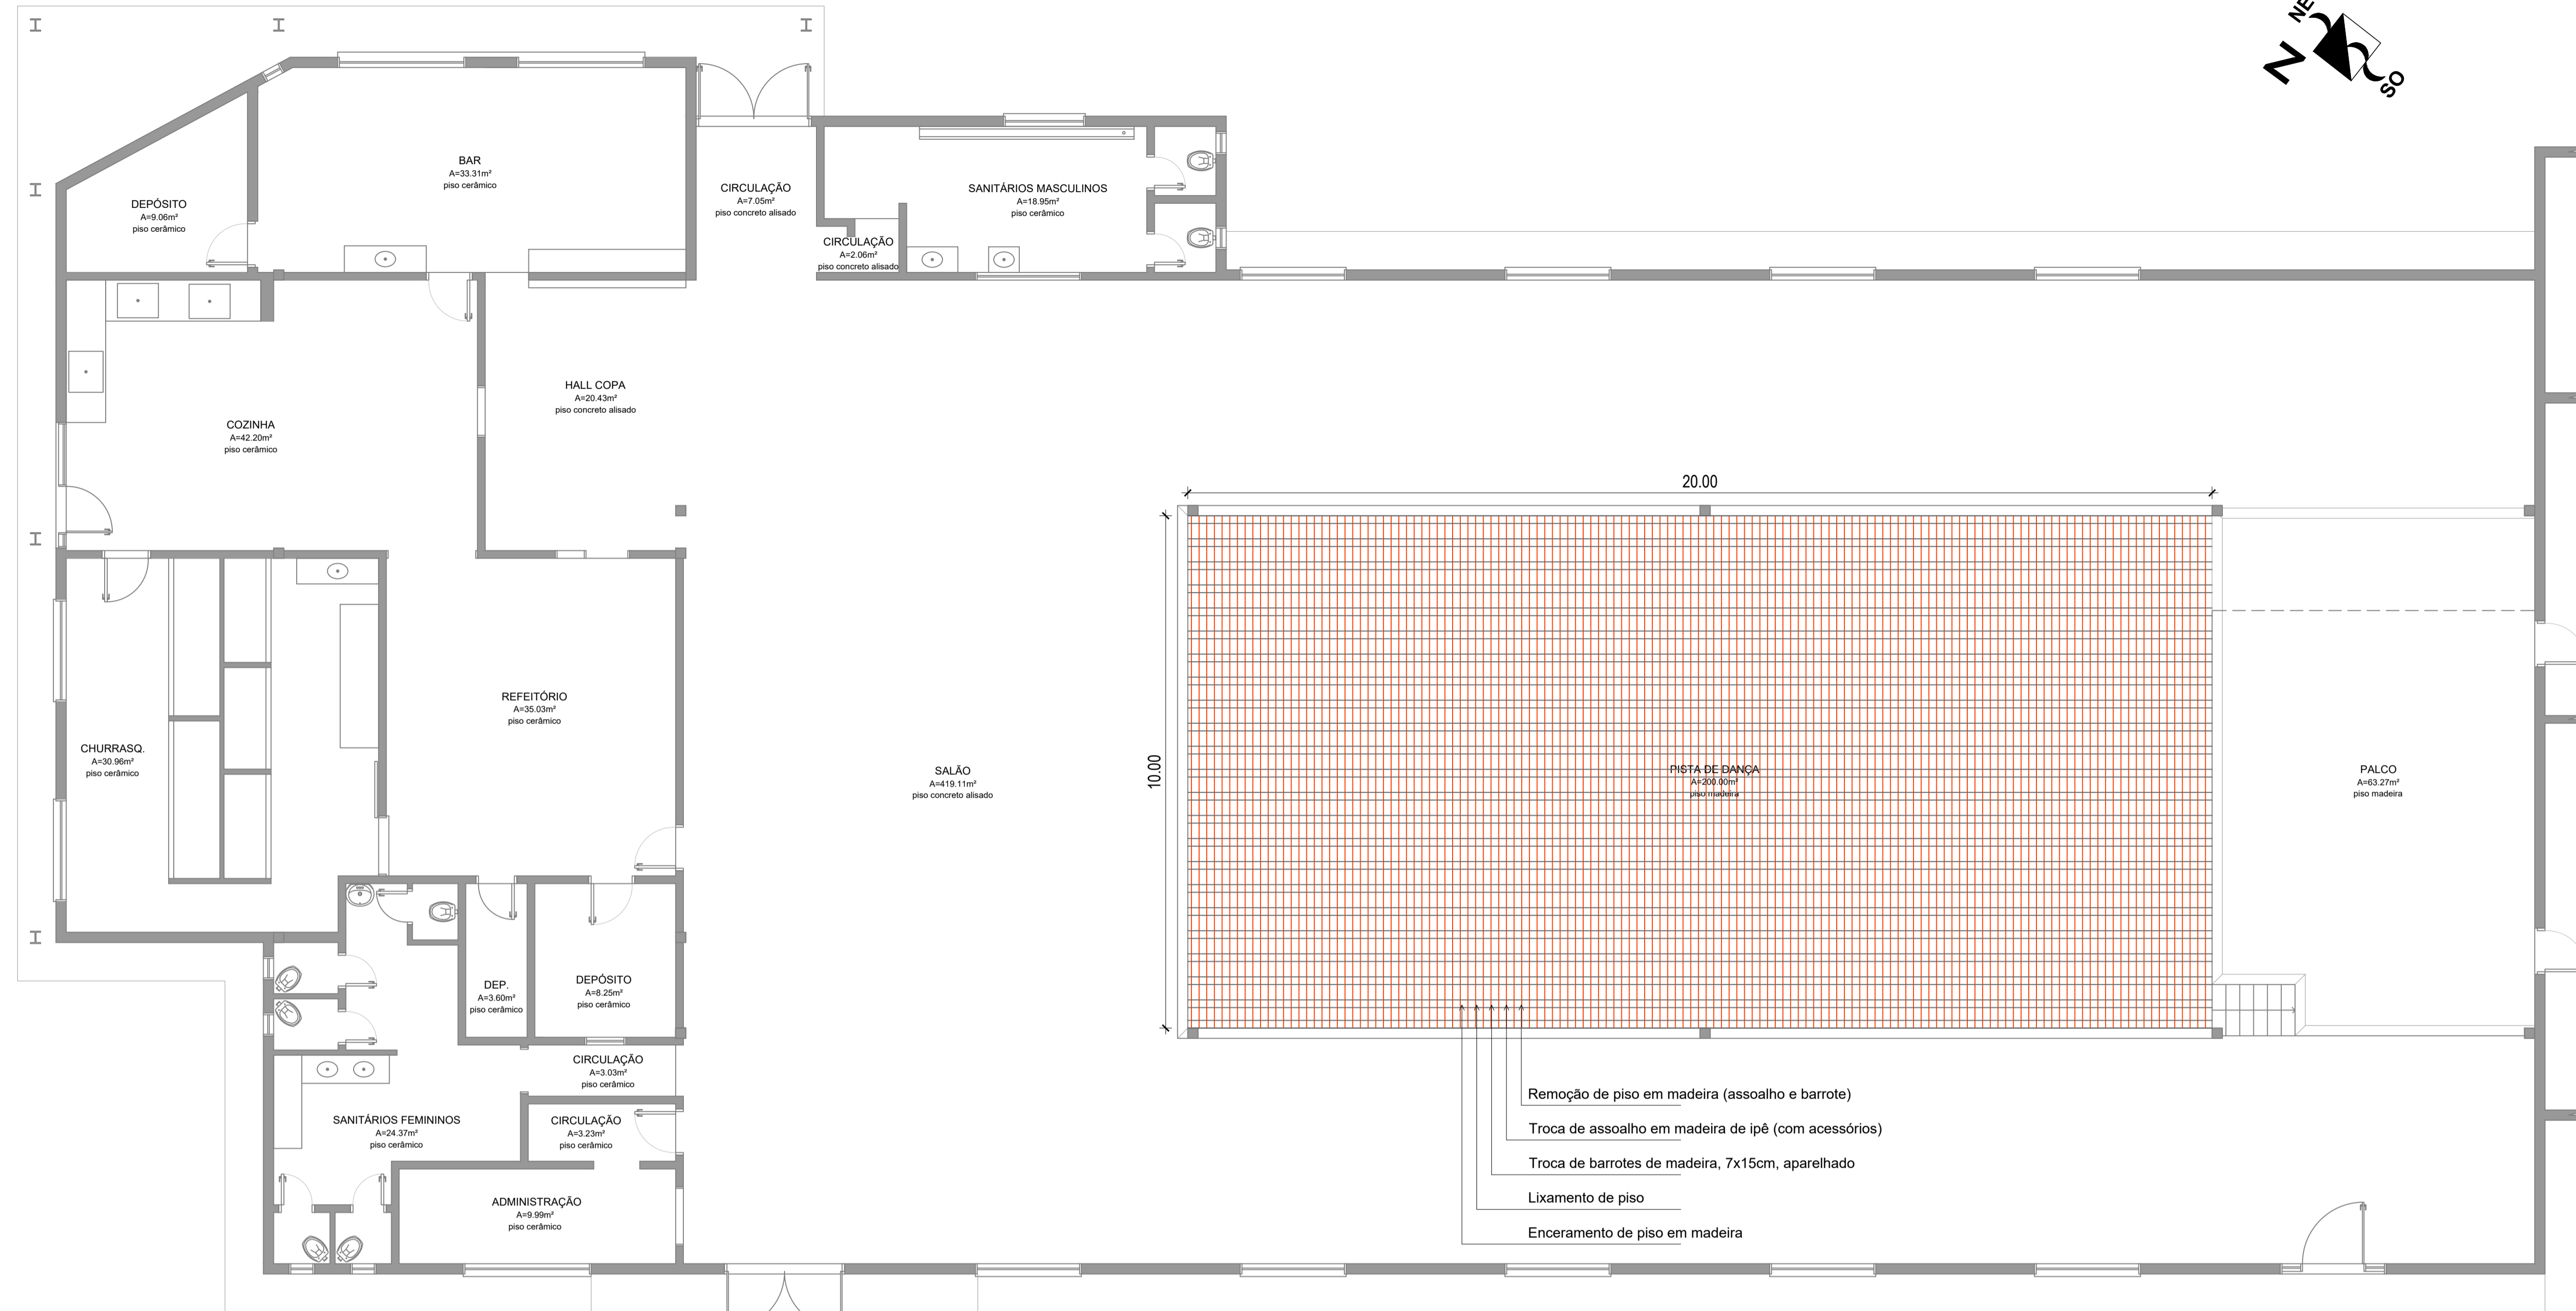 NE
N
SO
BAR
A=33.31m²
piso cerâmico
DEPÓSITO
A=9.06m²
piso cerâmico
CIRCULAÇÃO
A=7.05m²
piso concreto alisado
SANITÁRIOS MASCULINOS
A=18.95m²
piso cerâmico
CIRCULAÇÃO
A=2.06m²
piso concreto alisado
HALL COPA
A=20.43m²
piso concreto alisado
COZINHA
A=42.20m²
piso cerâmico
20.00
10.00
REFEITÓRIO
A=35.03m²
piso cerâmico
CHURRASQ.
A=30.96m²
piso cerâmico
SALÃO
A=419.11m²
piso concreto alisado
PISTA DE DANÇA
A=200.00m²
piso madeira
PALCO
A=63.27m²
piso madeira
DEP.
A=3.60m²
piso cerâmico
DEPÓSITO
A=8.25m²
piso cerâmico
CIRCULAÇÃO
A=3.03m²
piso cerâmico
SANITÁRIOS FEMININOS
A=24.37m²
piso cerâmico
CIRCULAÇÃO
A=3.23m²
piso cerâmico
ADMINISTRAÇÃO
A=9.99m²
piso cerâmico
Remoção de piso em madeira (assoalho e barrote)
Troca de assoalho em madeira de ipê (com acessórios)
Troca de barrotes de madeira, 7x15cm, aparelhado
Lixamento de piso
Enceramento de piso em madeira